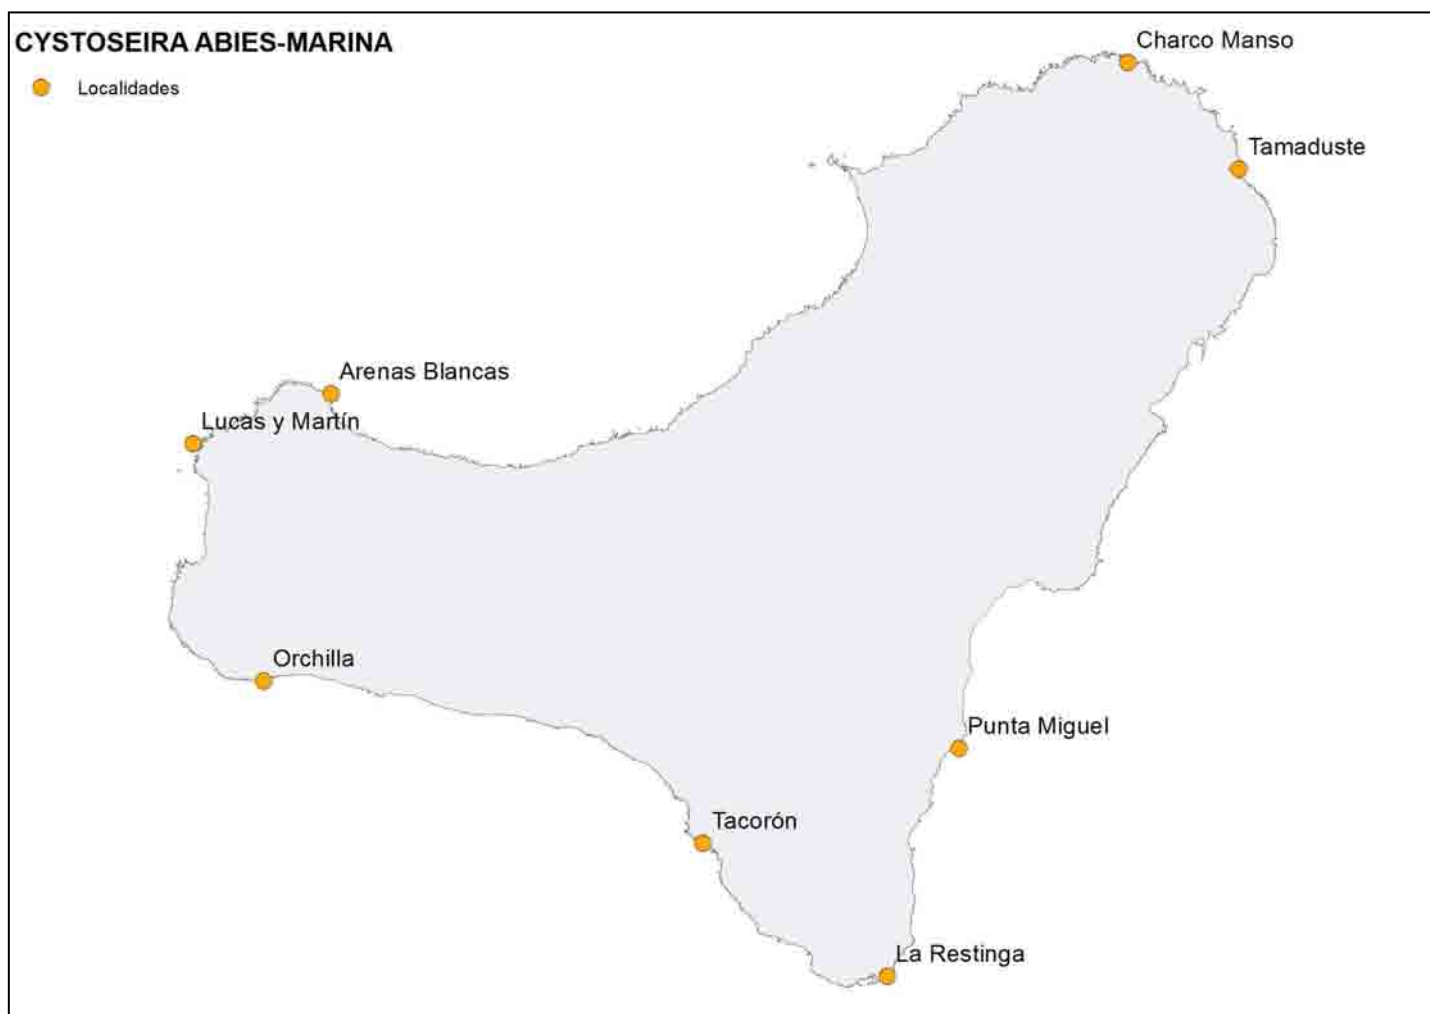 CYSTOSEIRA ABIES-MARINA
Localidades
Charco Manso
Tamaduste
Arenas Blancas
Lucas y Martín
Orchilla
Punta Miguel
Tacorón
La Restinga